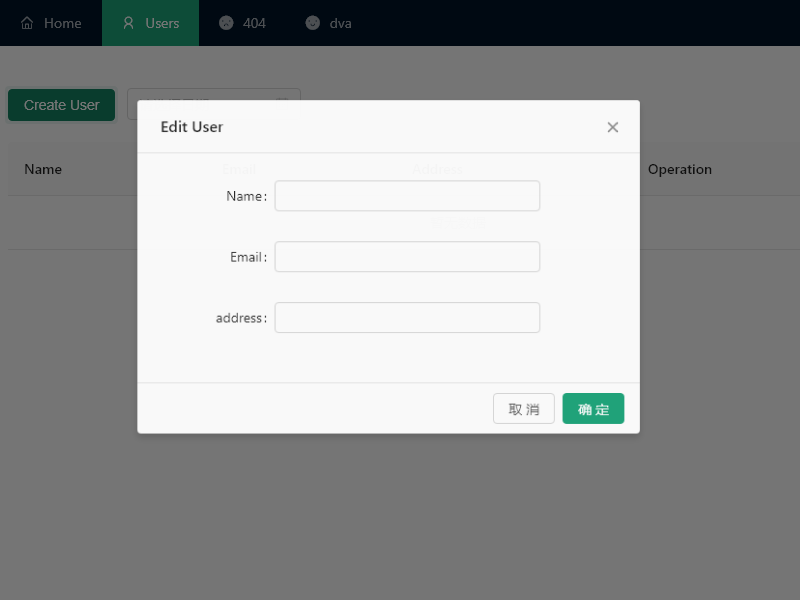 Home Users 404 dva
Create User
Edit User
Name Email Address Operation
Name:
Email:
address:
取 消 确 定